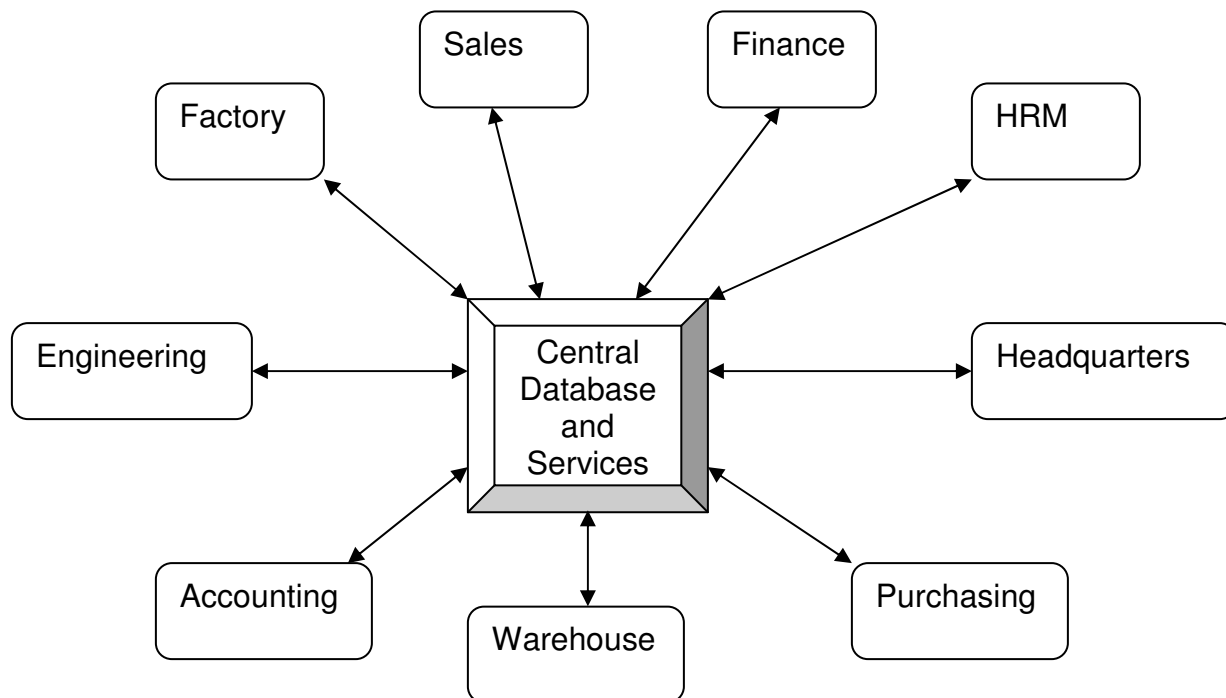 Sales
Finance
Factory
HRM
Engineering
Central
Database
and
Services
Headquarters
Accounting
Warehouse
Purchasing